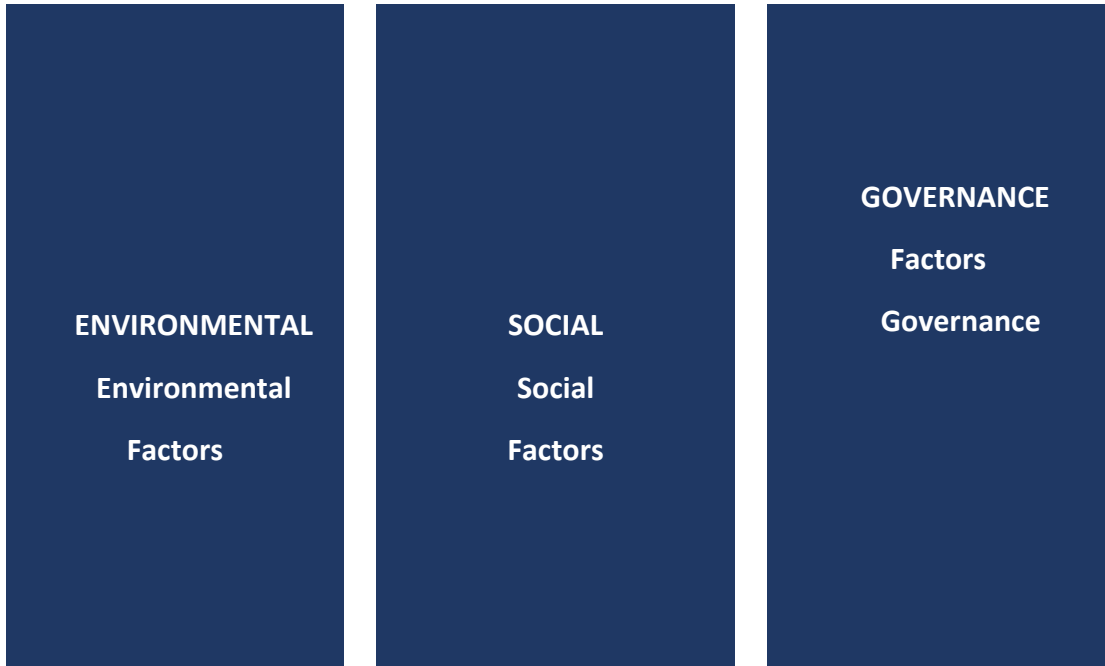 ENVIRONMENTAL
Environmental
Factors
SOCIAL
Social
Factors
GOVERNANCE
Factors
Governance